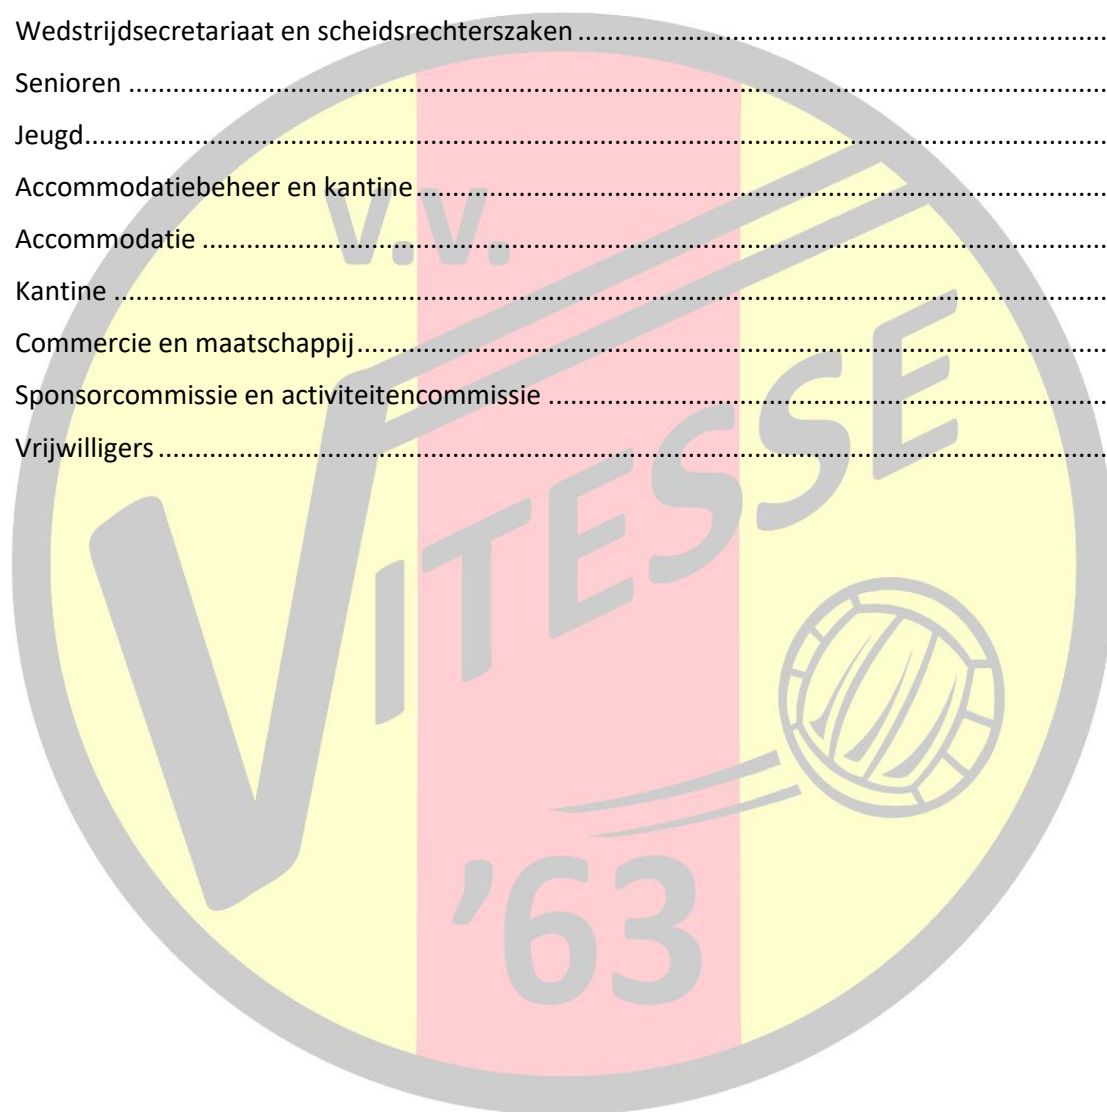 Wedstrijdsecretariaat en scheidsrechterszaken ........................................................................
Senioren ........................................................................................................................................
Jeugd..............................................................................................................................................
Accommodatiebeheer en kantine..............................................................................................
Accommodatie ..............................................................................................................................
Kantine ..........................................................................................................................................
Commercie en maatschappij......................................................................................................
Sponsorcommissie en activiteitencommissie ............................................................................
Vrijwilligers ....................................................................................................................................
V.V.
VITESSE
'63